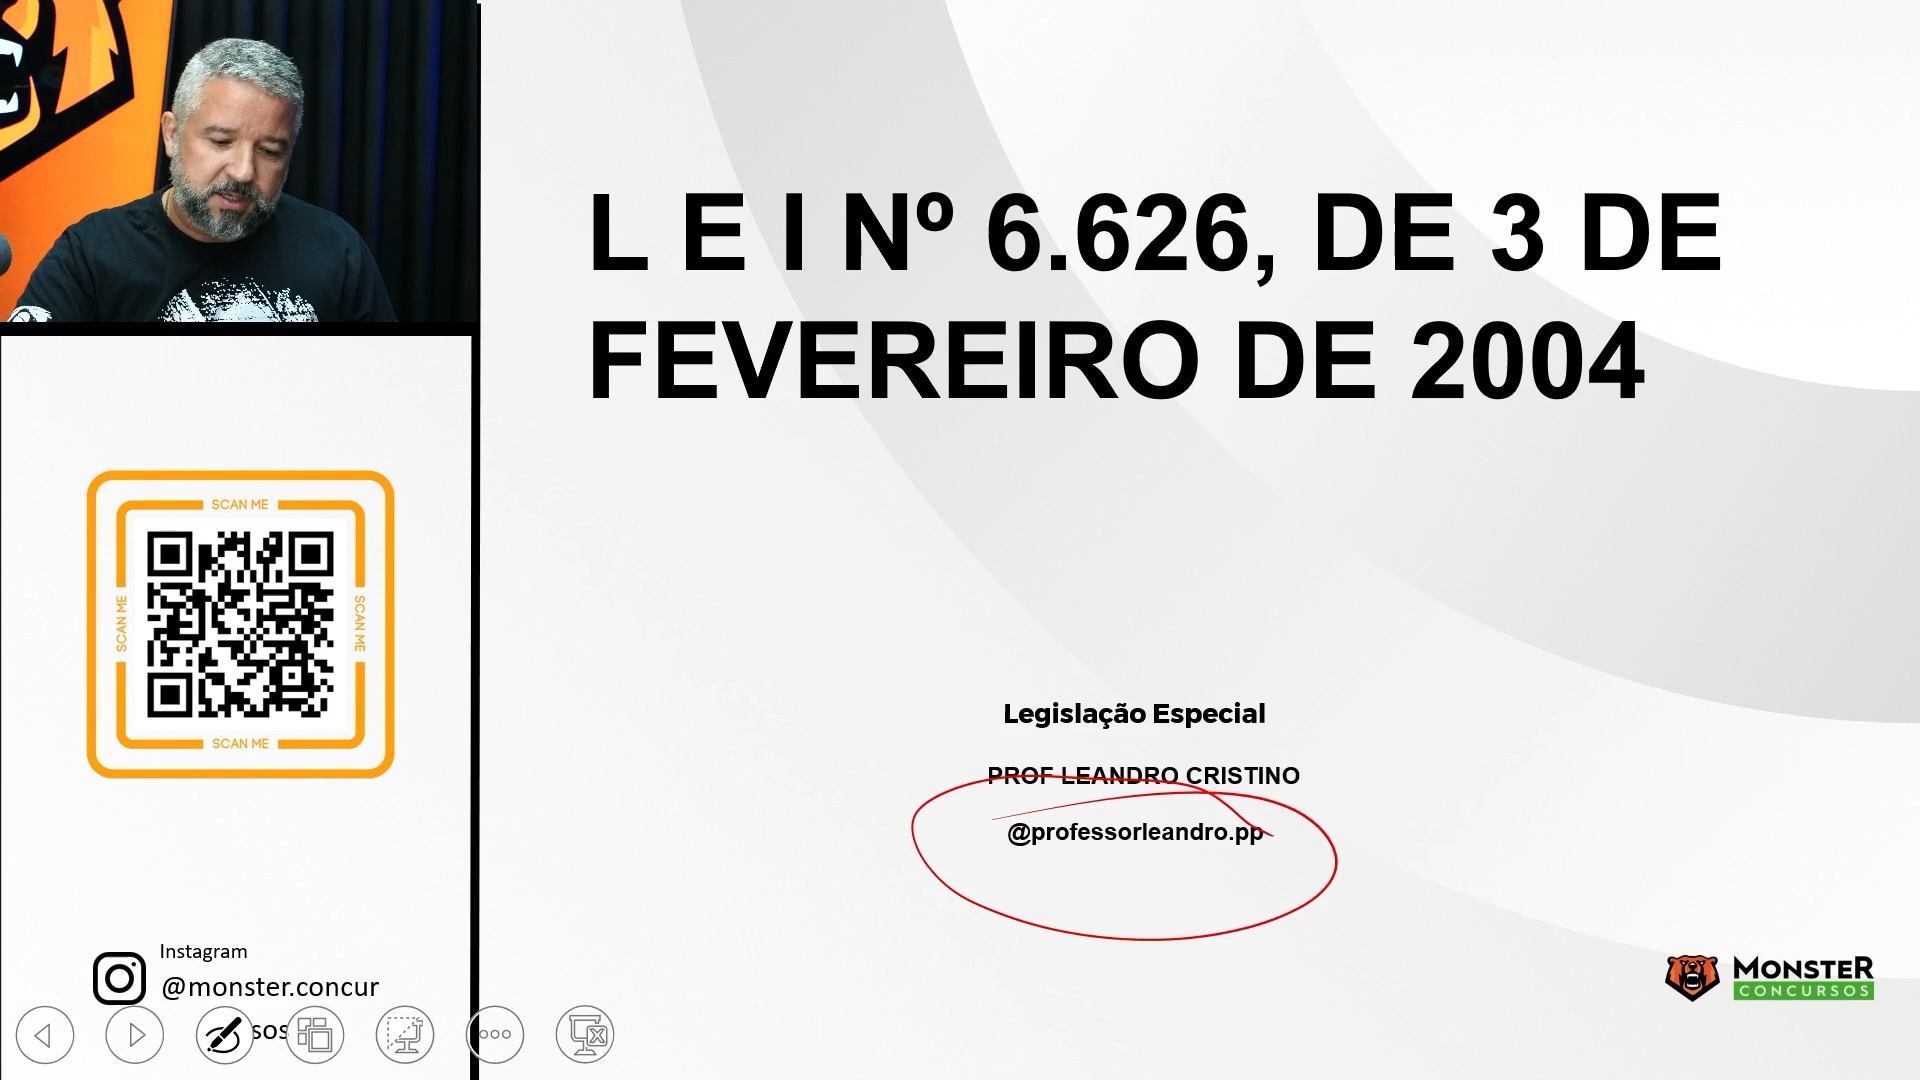 L E I Nº 6.626, DE 3 DE
FEVEREIRO DE 2004
Legislação Especial
PROF LEANDRO CRISTINO
@professorleandro.pp
SCAN ME
SCAN ME
SCAN ME
SCAN ME
Instagram
@monster.concur
sos
MONSTER
CONCURSOS